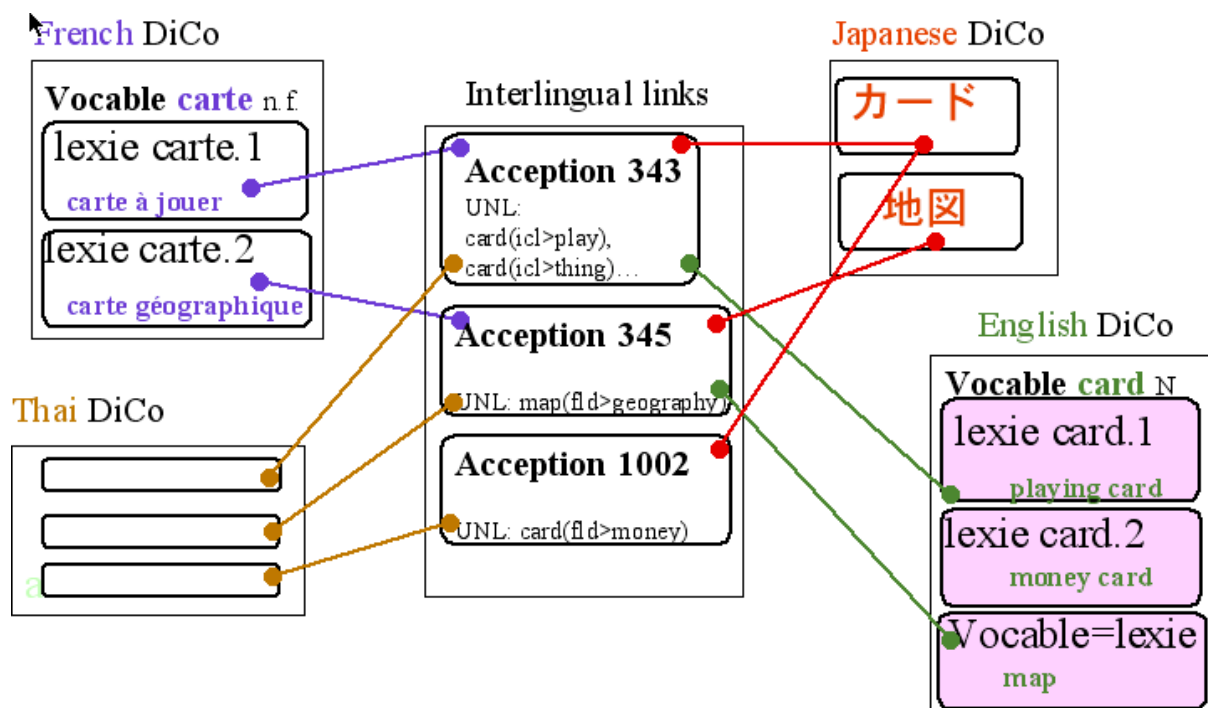 French DiCo
Vocable carte n.f.
lexie carte.1
carte à jouer
lexie carte.2
carte géographique
Thai DiCo
a
Interlingual links
Acception 343
UNL:
card(icl>play),
card(icl>thing)…
Acception 345
UNL: map(fld>geography)
Acception 1002
UNL: card(fld>money)
Japanese DiCo
カード
地図
English DiCo
Vocable card N
lexie card.1
playing card
lexie card.2
money card
Vocable=lexie
map